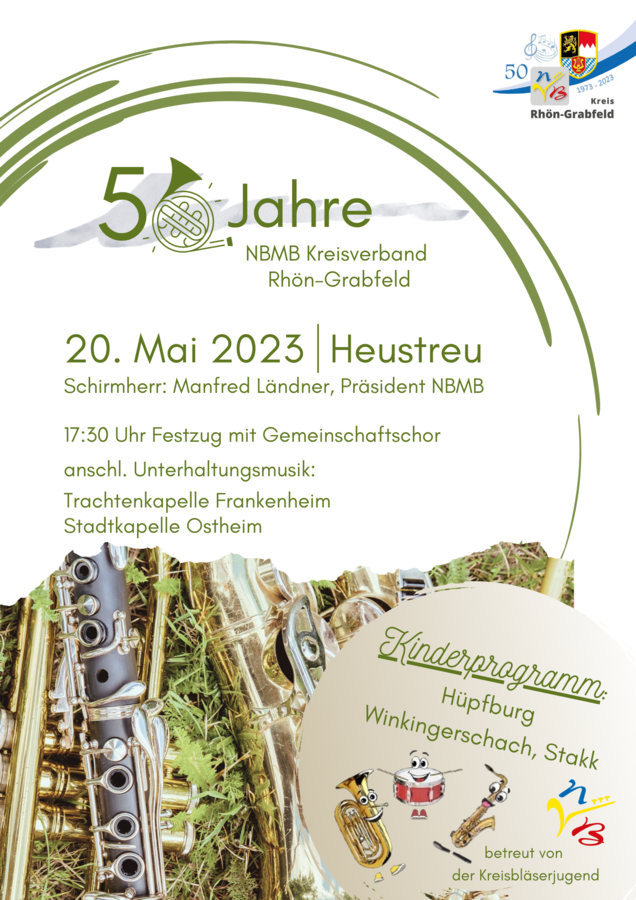 50
1973 - 2023
n
B
Kreis
Rhön-Grabfeld
50 Jahre
NBMB Kreisverband
Rhön-Grabfeld
20. Mai 2023 | Heustreu
Schirmherr: Manfred Ländner, Präsident NBMB
17:30 Uhr Festzug mit Gemeinschaftschor
anschl. Unterhaltungsmusik:
Trachtenkapelle Frankenheim
Stadtkapelle Ostheim
Kinderprogramm:
Hüpfburg
Winkingerschach, Stakk
n
B
betreut von
der Kreisbläserjugend